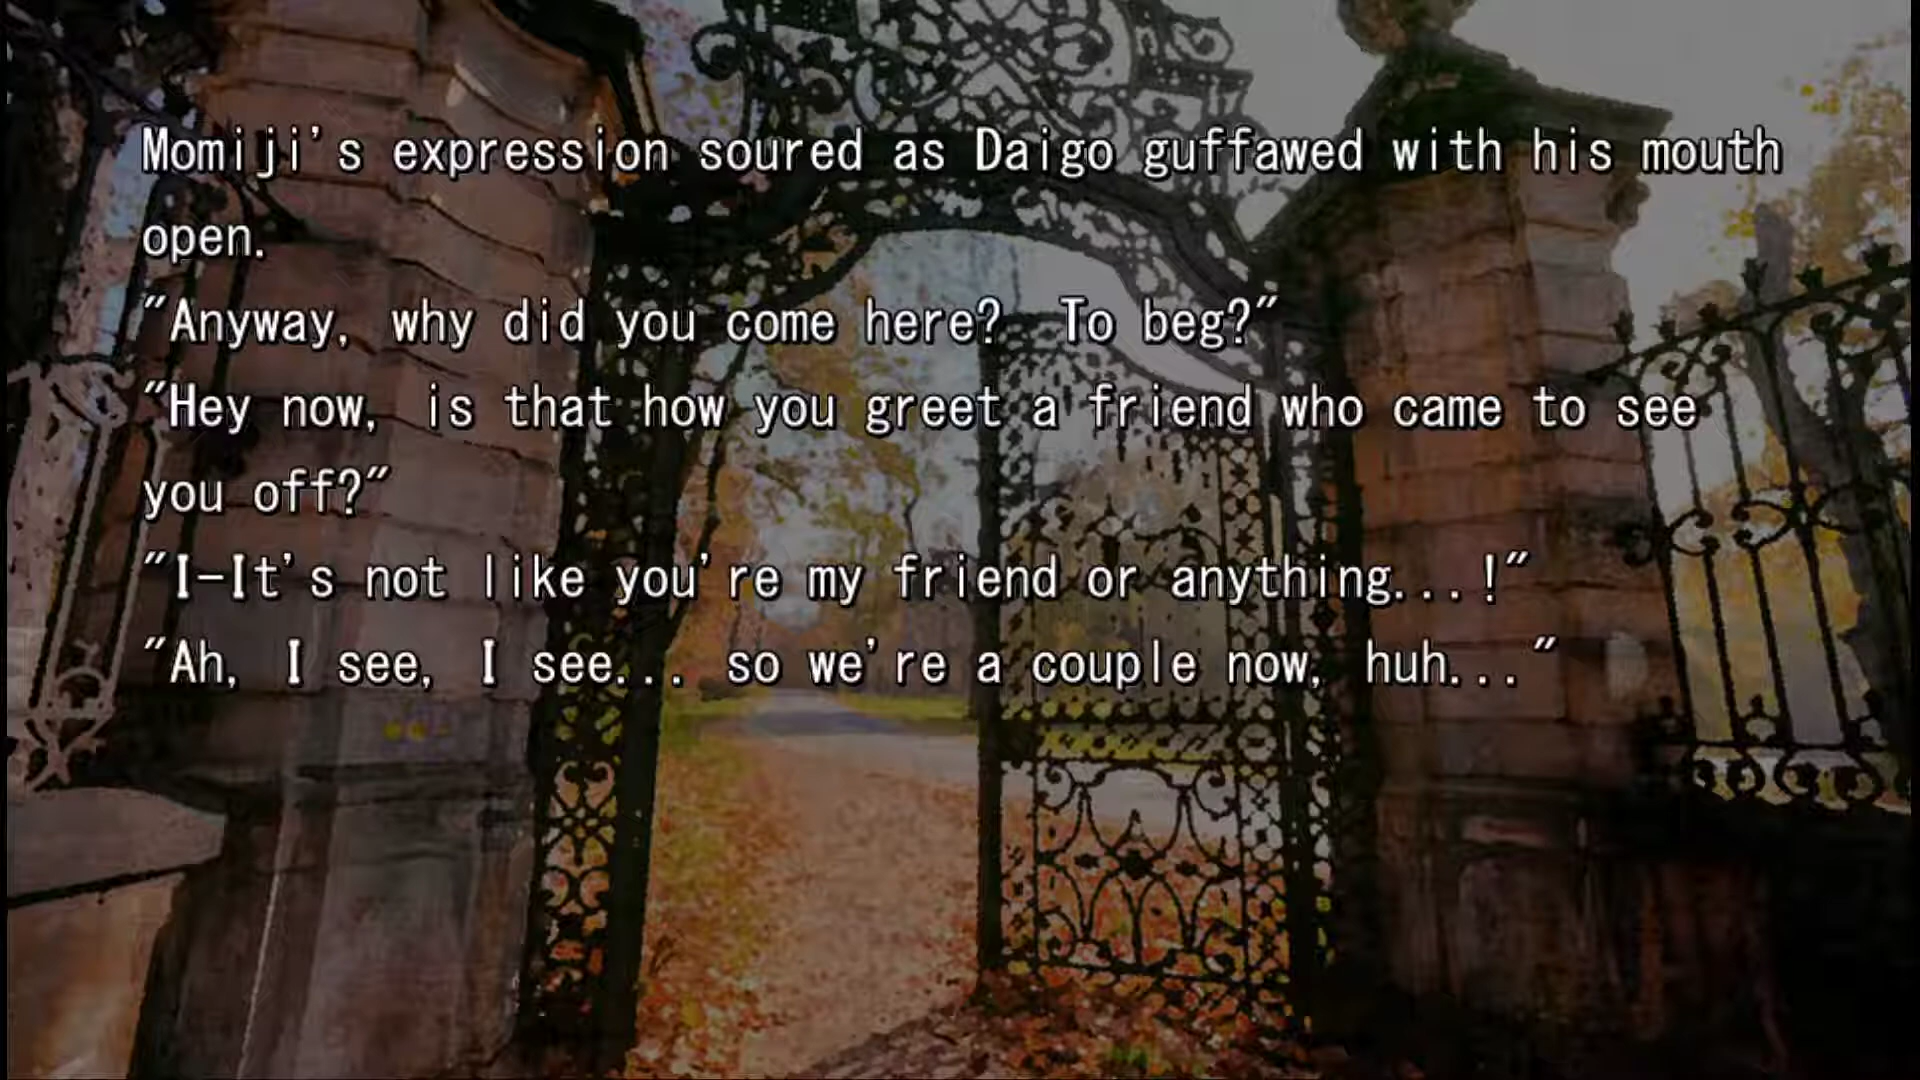 Momiji's expression soured as Daigo guffawed with his mouth
open.
"Anyway, why did you come here?  To beg?"
"Hey now, is that how you greet a friend who came to see
you off?"
"I-It's not like you're my friend or anything...!"
"Ah, I see, I see... so we're a couple now, huh..."